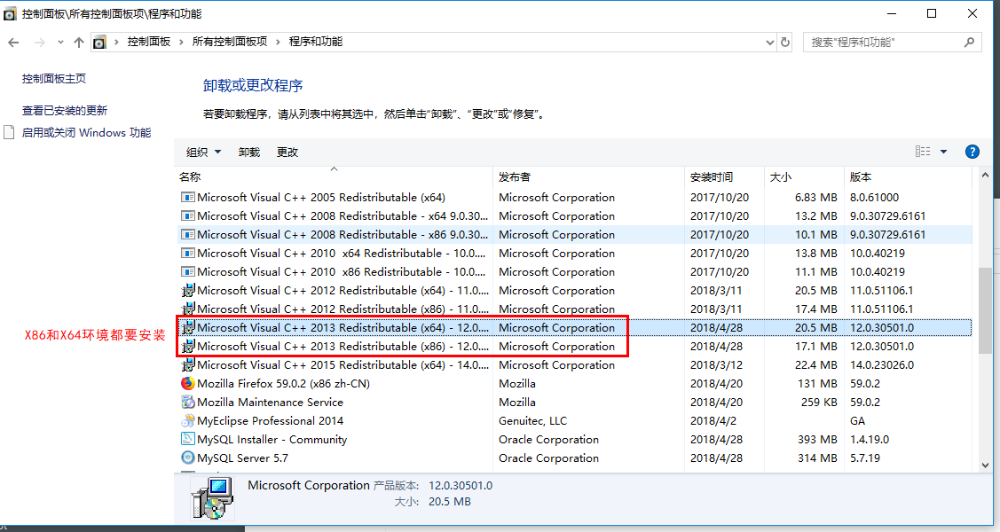 控制面板\所有控制面板项\程序和功能
控制面板 › 所有控制面板项 › 程序和功能
搜索"程序和功能"
控制面板主页
查看已安装的更新
启用或关闭 Windows 功能
卸载或更改程序
若要卸载程序，请从列表中将其选中，然后单击“卸载”、“更改”或“修复”。
组织 卸载 更改
名称 发布者 安装时间 大小 版本
Microsoft Visual C++ 2005 Redistributable (x64) Microsoft Corporation 2017/10/20 6.83 MB 8.0.61000
Microsoft Visual C++ 2008 Redistributable - x64 9.0.30... Microsoft Corporation 2017/10/20 13.2 MB 9.0.30729.6161
Microsoft Visual C++ 2008 Redistributable - x86 9.0.30... Microsoft Corporation 2017/10/20 10.1 MB 9.0.30729.6161
Microsoft Visual C++ 2010  x64 Redistributable - 10.0.... Microsoft Corporation 2017/10/20 13.8 MB 10.0.40219
Microsoft Visual C++ 2010  x86 Redistributable - 10.0.... Microsoft Corporation 2017/10/20 11.1 MB 10.0.40219
Microsoft Visual C++ 2012 Redistributable (x64) - 11.0.... Microsoft Corporation 2018/3/11 20.5 MB 11.0.51106.1
Microsoft Visual C++ 2012 Redistributable (x86) - 11.0.... Microsoft Corporation 2018/3/11 17.4 MB 11.0.51106.1
Microsoft Visual C++ 2013 Redistributable (x64) - 12.0.... Microsoft Corporation 2018/4/28 20.5 MB 12.0.30501.0
X86和X64环境都要安装
Microsoft Visual C++ 2013 Redistributable (x86) - 12.0.... Microsoft Corporation 2018/4/28 17.1 MB 12.0.30501.0
Microsoft Visual C++ 2015 Redistributable (x64) - 14.0.... Microsoft Corporation 2018/3/12 22.4 MB 14.0.23026.0
Mozilla Firefox 59.0.2 (x86 zh-CN) Mozilla 2018/4/20 131 MB 59.0.2
Mozilla Maintenance Service Mozilla 2018/4/20 259 KB 59.0.2
MyEclipse Professional 2014 Genuitec, LLC 2018/4/2 GA
MySQL Installer - Community Oracle Corporation 2018/4/28 393 MB 1.4.19.0
MySQL Server 5.7 Oracle Corporation 2018/4/28 314 MB 5.7.19
Microsoft Corporation 产品版本: 12.0.30501.0
大小: 20.5 MB